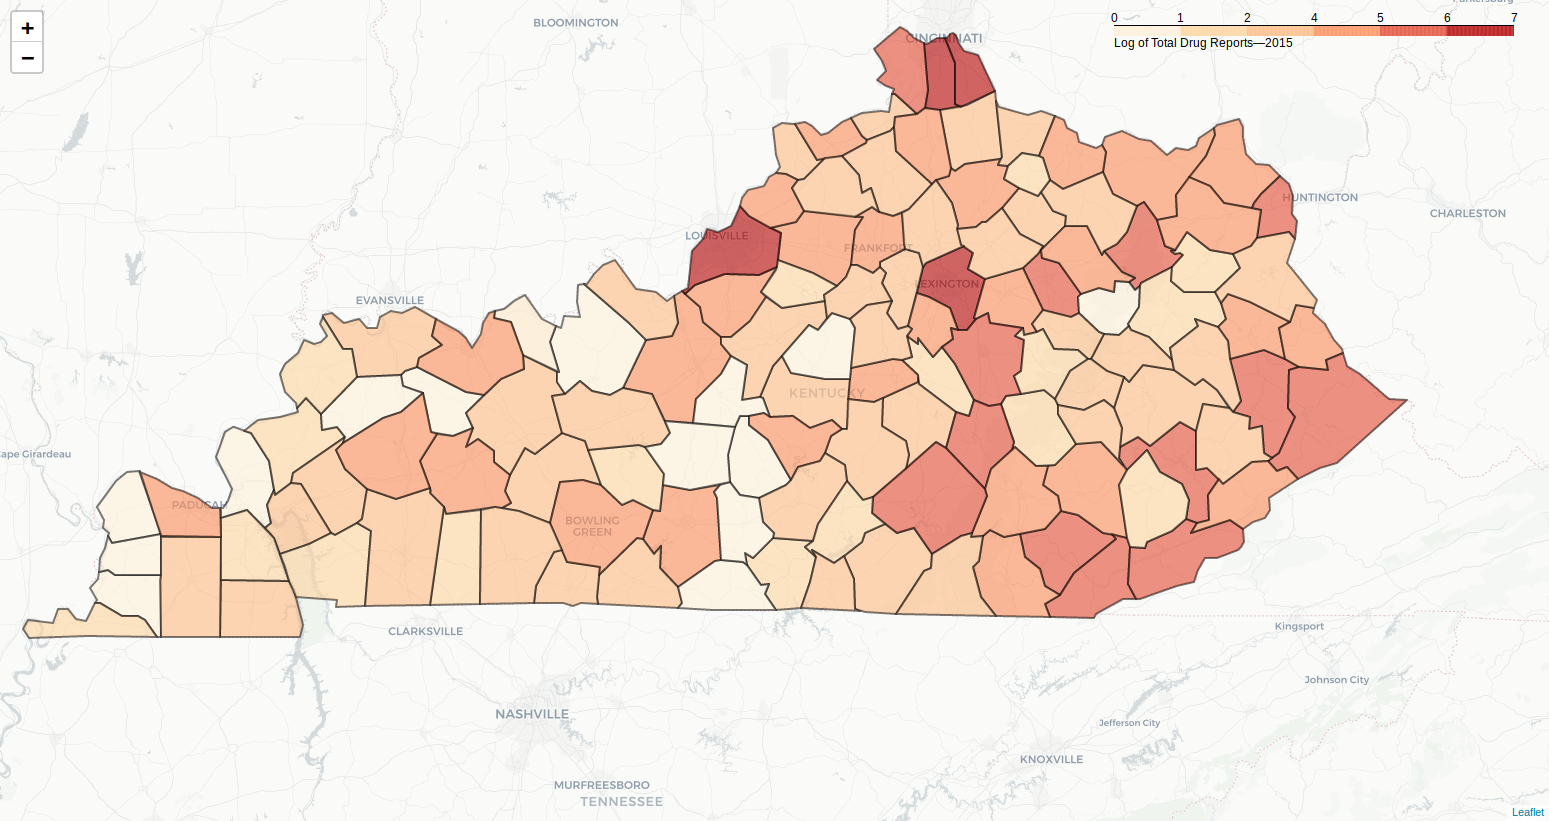 +
−
BLOOMINGTON
CINCINNATI
0 1 2 4 5 6 7
Log of Total Drug Reports—2015
HUNTINGTON
CHARLESTON
LOUISVILLE
FRANKFORT
LEXINGTON
EVANSVILLE
KENTUCKY
Cape Girardeau
PADUCAH
BOWLING
GREEN
CLARKSVILLE
Kingsport
Johnson City
NASHVILLE
Jefferson City
KNOXVILLE
MURFREESBORO
TENNESSEE
Leaflet